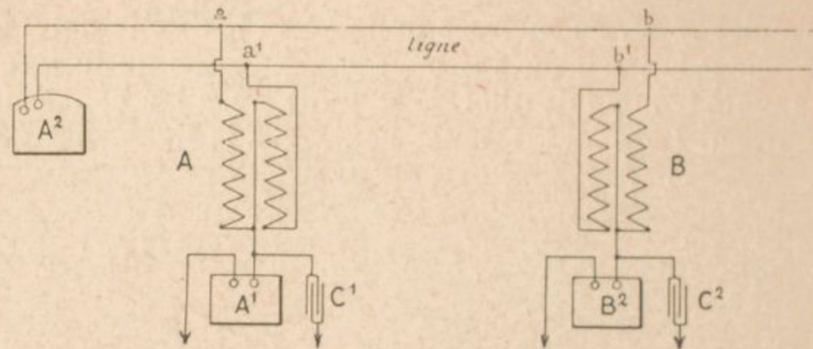 a b
ligne
a¹ b¹
A²
A B
A¹ C¹ B² C²